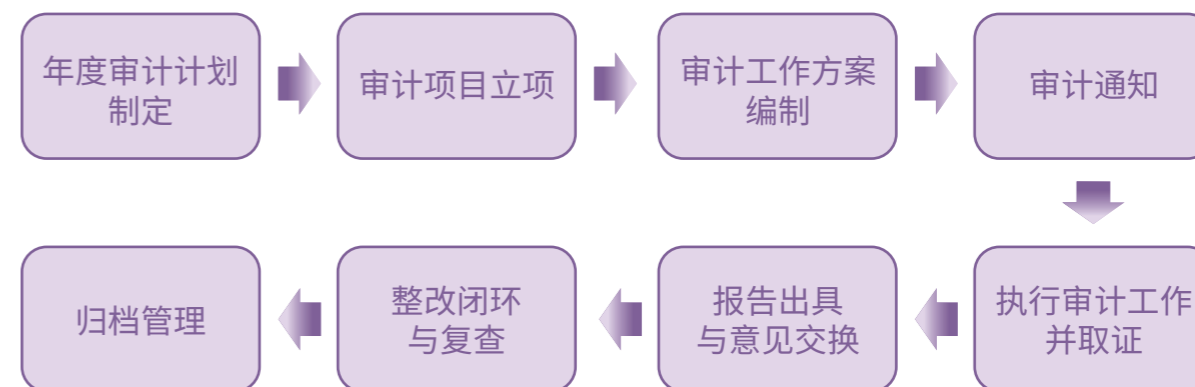 年度审计计划
制定
审计项目立项
审计工作方案
编制
审计通知
执行审计工作
并取证
报告出具
与意见交换
整改闭环
与复查
归档管理